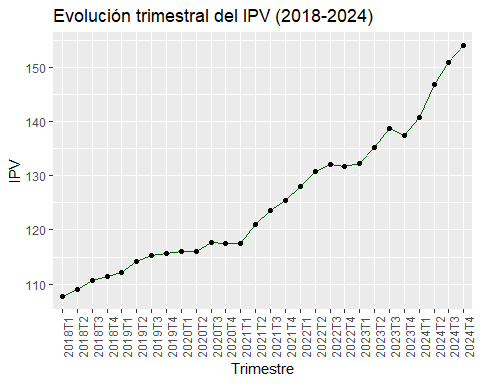 Evolución trimestral del IPV (2018-2024)
IPV
150
140
130
120
110
2018T1
2018T2
2018T3
2018T4
2019T1
2019T2
2019T3
2019T4
2020T1
2020T2
2020T3
2020T4
2021T1
2021T2
2021T3
2021T4
2022T1
2022T2
2022T3
2022T4
2023T1
2023T2
2023T3
2023T4
2024T1
2024T2
2024T3
2024T4
Trimestre